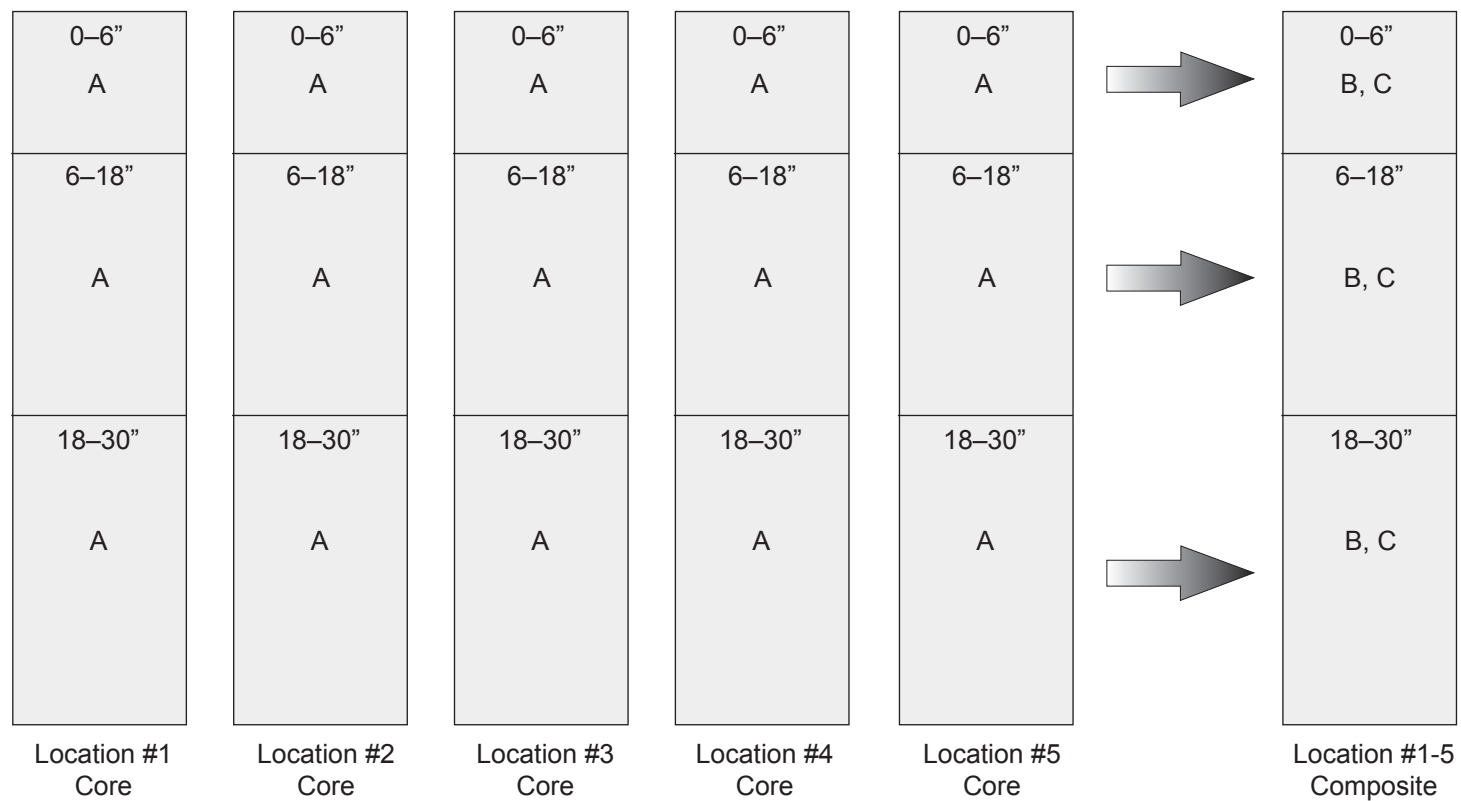 0–6”
A
6–18”
A
18–30”
A
Location #1
Core
0–6”
A
6–18”
A
18–30”
A
Location #2
Core
0–6”
A
6–18”
A
18–30”
A
Location #3
Core
0–6”
A
6–18”
A
18–30”
A
Location #4
Core
0–6”
A
6–18”
A
18–30”
A
Location #5
Core
0–6”
B, C
6–18”
B, C
18–30”
B, C
Location #1-5
Composite